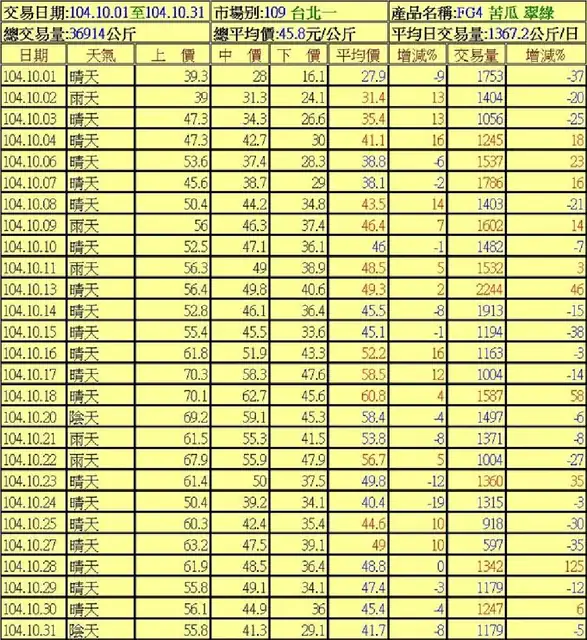 交易日期:104.10.01至104.10.31 市場別:109 台北一 產品名稱:FG4 苦瓜 翠綠
總交易量:36914公斤 總平均價:45.8元/公斤 平均日交易量:1367.2公斤/日
日期 天氣 上 價 中 價 下 價 平均價 增減% 交易量 增減%
104.10.01 晴天 39.3 28 16.1 27.9 -9 1753 -37
104.10.02 雨天 39 31.3 24.1 31.4 13 1404 -20
104.10.03 晴天 47.3 34.3 26.6 35.4 13 1056 -25
104.10.04 晴天 47.3 42.7 30 41.1 16 1245 18
104.10.06 晴天 53.6 37.4 28.3 38.8 -6 1537 23
104.10.07 晴天 45.6 38.7 29 38.1 -2 1786 16
104.10.08 晴天 50.4 44.2 34.8 43.5 14 1403 -21
104.10.09 雨天 56 46.3 37.4 46.4 7 1602 14
104.10.10 晴天 52.5 47.1 36.1 46 -1 1482 -7
104.10.11 雨天 56.3 49 38.9 48.5 5 1532 3
104.10.13 晴天 56.4 49.8 40.6 49.3 2 2244 46
104.10.14 晴天 52.8 46.1 36.4 45.5 -8 1913 -15
104.10.15 晴天 55.4 45.5 33.6 45.1 -1 1194 -38
104.10.16 晴天 61.8 51.9 43.3 52.2 16 1163 -3
104.10.17 晴天 70.3 58.3 47.6 58.5 12 1004 -14
104.10.18 晴天 70.1 62.7 45.6 60.8 4 1587 58
104.10.20 陰天 69.2 59.1 45.3 58.4 -4 1497 -6
104.10.21 雨天 61.5 55.3 41.5 53.8 -8 1371 -8
104.10.22 雨天 67.9 55.9 47.9 56.7 5 1004 -27
104.10.23 晴天 61.4 50 37.5 49.8 -12 1360 35
104.10.24 晴天 50.4 39.2 34.1 40.4 -19 1315 -3
104.10.25 晴天 60.3 42.4 35.4 44.6 10 918 -30
104.10.27 晴天 63.2 47.5 39.1 49 10 597 -35
104.10.28 晴天 61.9 48.5 36.4 48.8 0 1342 125
104.10.29 晴天 55.8 49.1 34.1 47.4 -3 1179 -12
104.10.30 晴天 56.1 44.9 36 45.4 -4 1247 6
104.10.31 陰天 55.8 41.3 29.1 41.7 -8 1179 -5